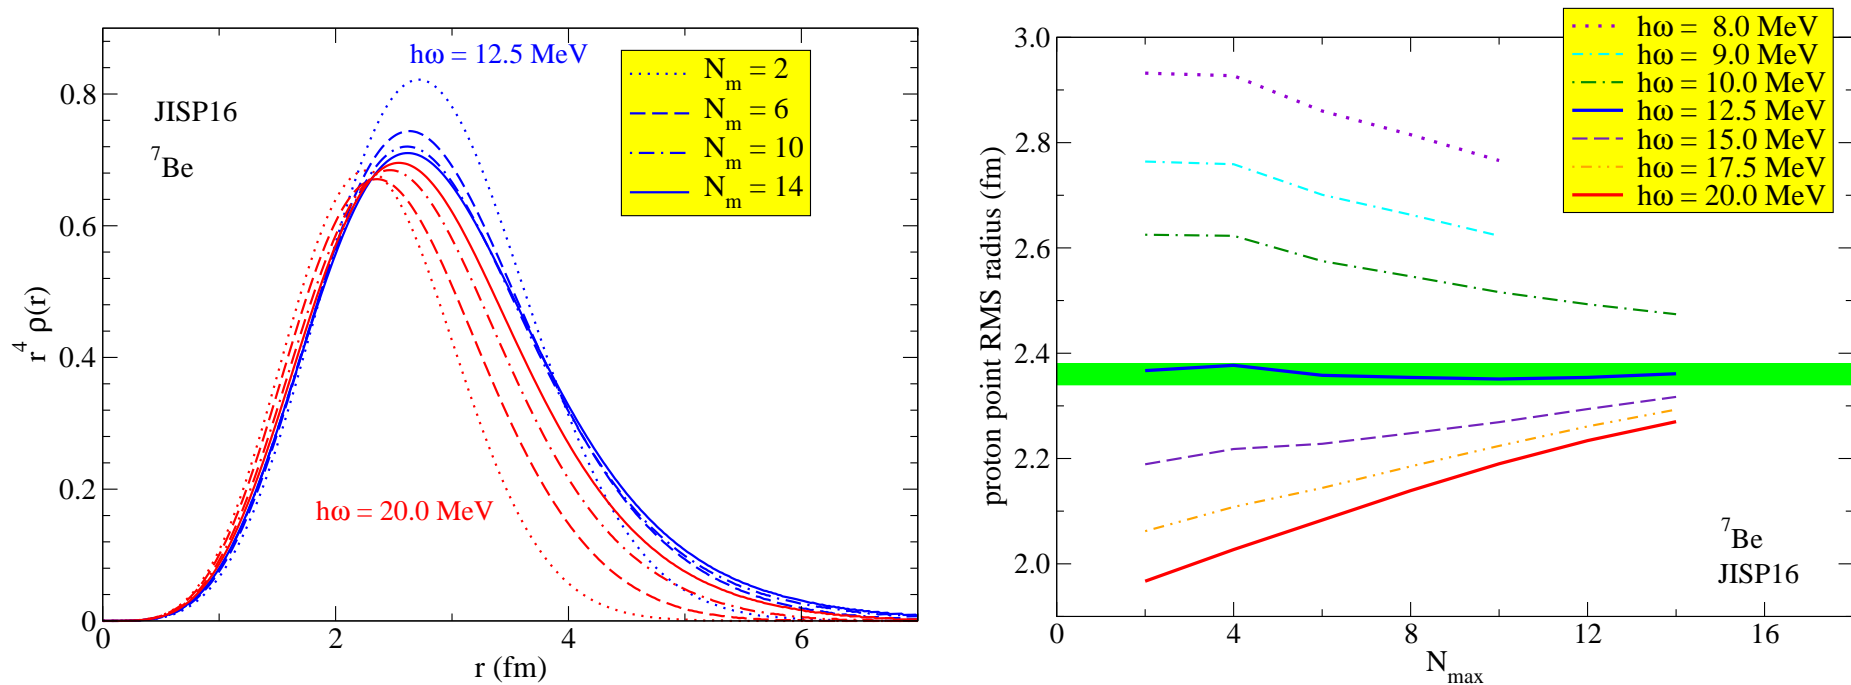 hω = 12.5 MeV
JISP16
⁷Be
N_m = 2
N_m = 6
N_m = 10
N_m = 14
hω = 20.0 MeV
r⁴ ρ(r)
0.8
0.6
0.4
0.2
0
0 2 4 6
r (fm)
hω = 8.0 MeV
hω = 9.0 MeV
hω = 10.0 MeV
hω = 12.5 MeV
hω = 15.0 MeV
hω = 17.5 MeV
hω = 20.0 MeV
proton point RMS radius (fm)
3.0
2.8
2.6
2.4
2.2
2.0
⁷Be
JISP16
0 4 8 12 16
N_max